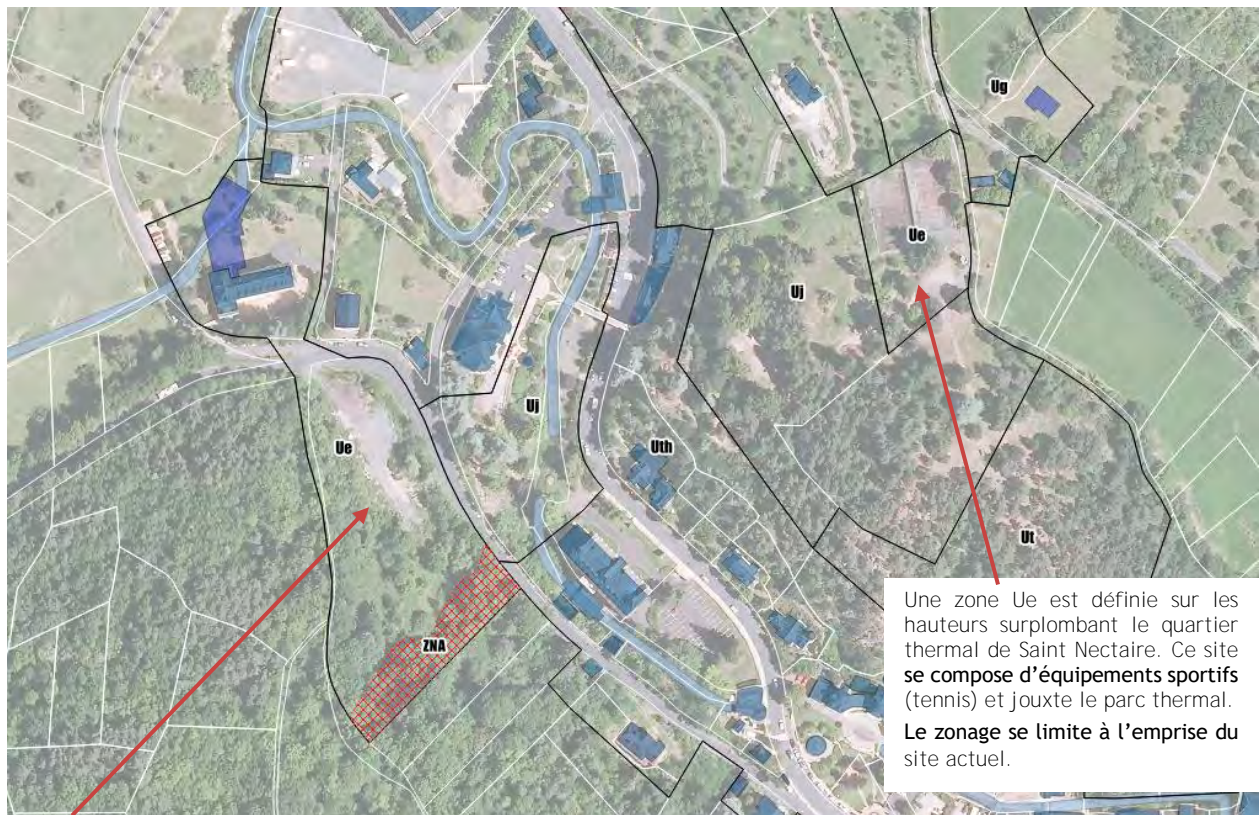 Ug
Ue
Uj
Uj
Ue
Uth
Ut
ZNA
Une zone Ue est définie sur les
hauteurs surplombant le quartier
thermal de Saint Nectaire. Ce site
se compose d’équipements sportifs
(tennis) et jouxte le parc thermal.
Le zonage se limite à l’emprise du
site actuel.